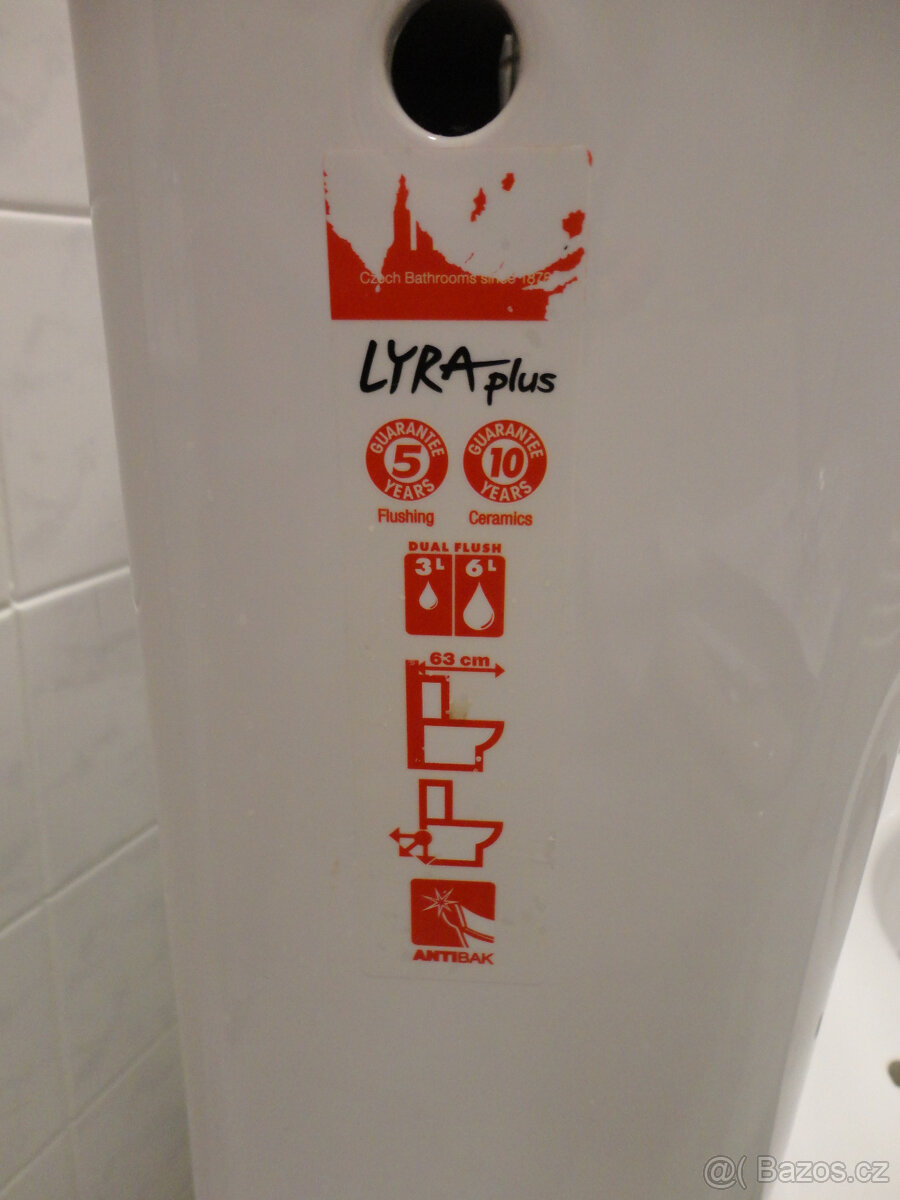 Czech Bathrooms since 1878
LYRA plus
GUARANTEE 5 YEARS
GUARANTEE 10 YEARS
Flushing
Ceramics
DUAL FLUSH
3L 6L
63 cm
ANTIBAK
@( Bazos.cz